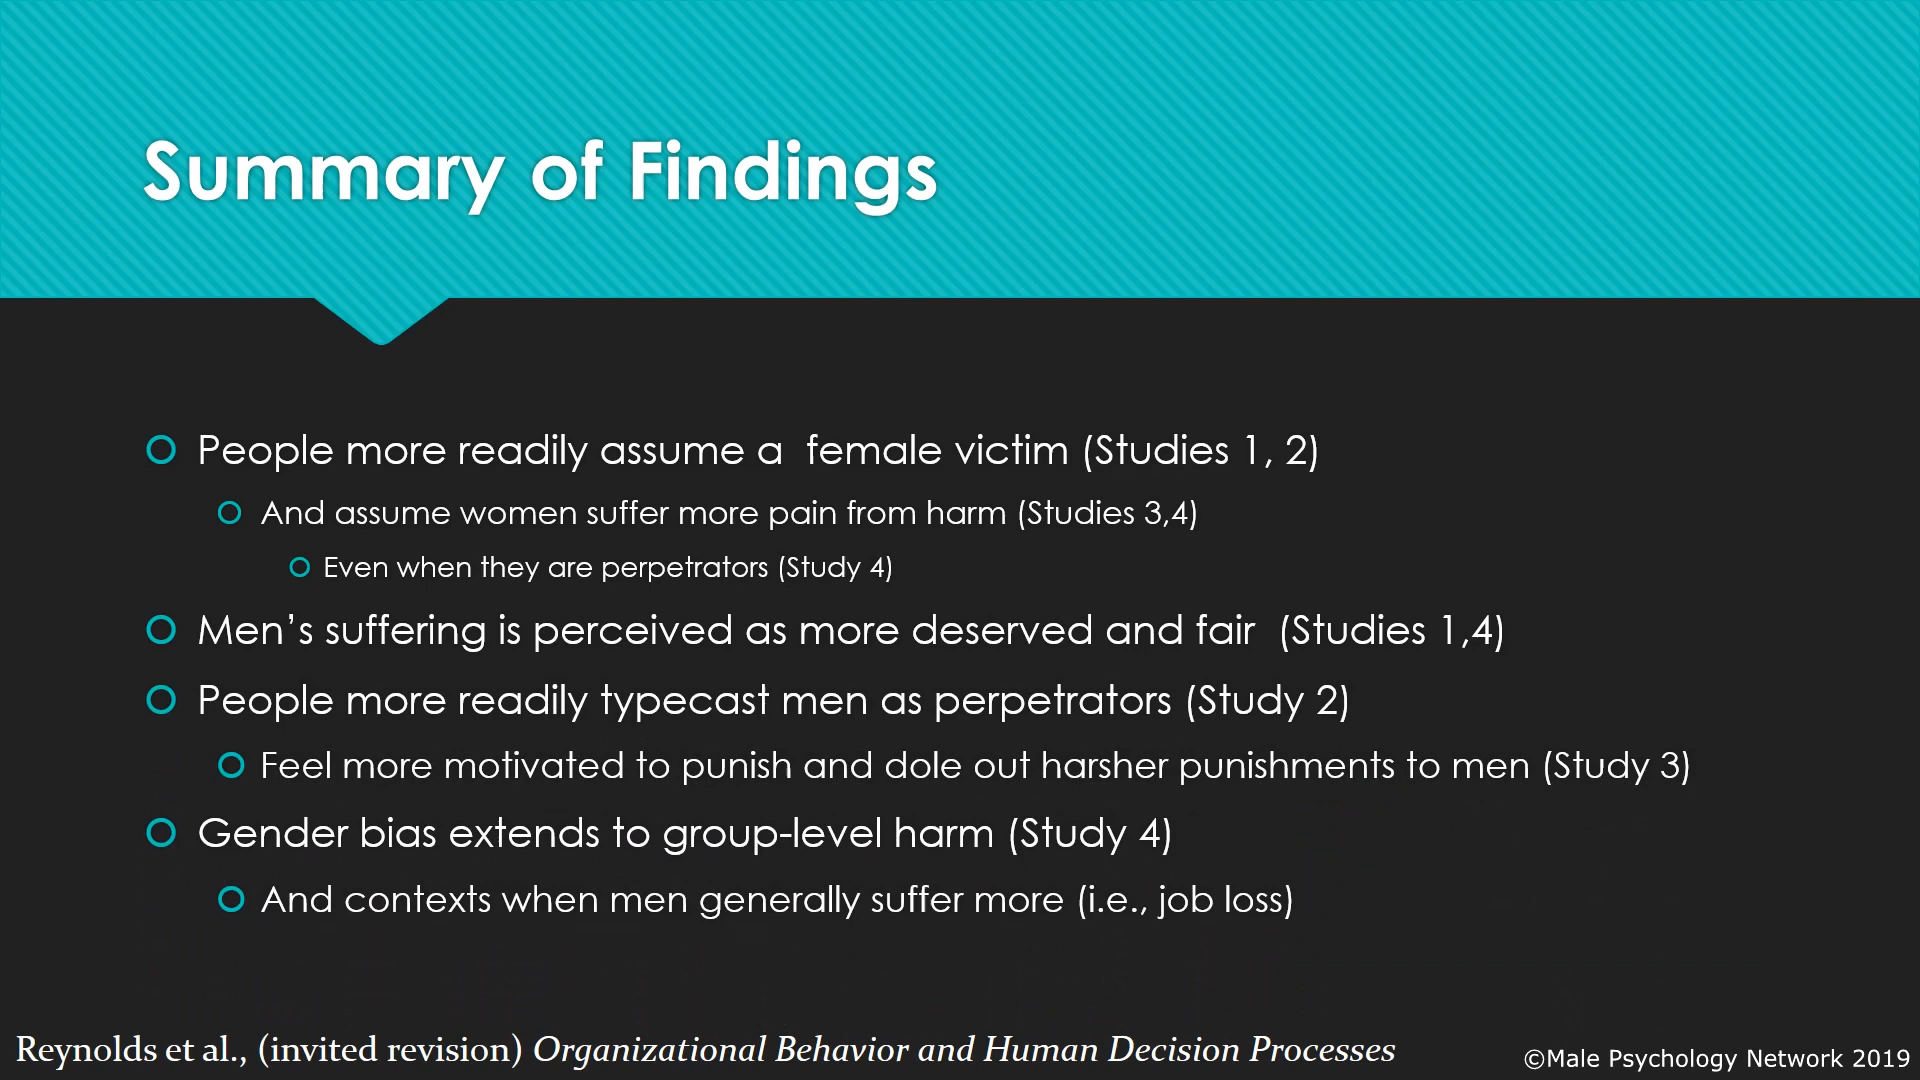 Summary of Findings
People more readily assume a  female victim (Studies 1, 2)
And assume women suffer more pain from harm (Studies 3,4)
Even when they are perpetrators (Study 4)
Men’s suffering is perceived as more deserved and fair  (Studies 1,4)
People more readily typecast men as perpetrators (Study 2)
Feel more motivated to punish and dole out harsher punishments to men (Study 3)
Gender bias extends to group-level harm (Study 4)
And contexts when men generally suffer more (i.e., job loss)
Reynolds et al., (invited revision) Organizational Behavior and Human Decision Processes
©Male Psychology Network 2019